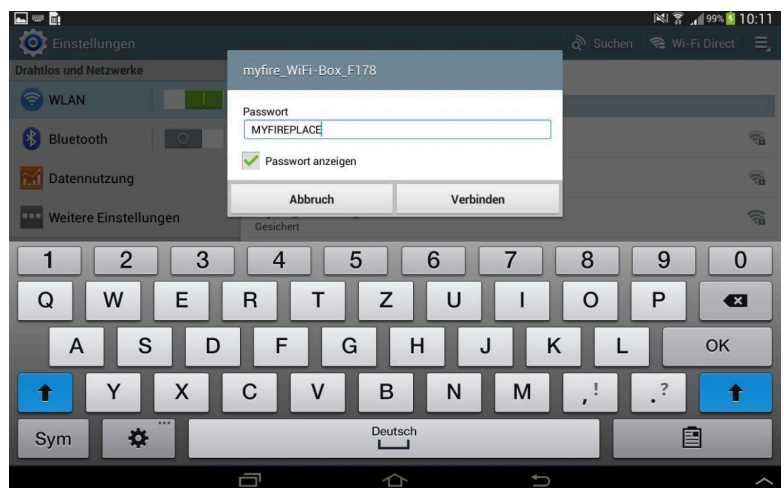 99% 10:11
Einstellungen
Suchen
Wi-Fi Direct
Drahtlos und Netzwerke
WLAN
Bluetooth
Datennutzung
Weitere Einstellungen
myfire_WiFi-Box_F178
Passwort
MYFIREPLACE
Passwort anzeigen
Abbruch
Verbinden
Gesichert
1 2 3 4 5 6 7 8 9 0
Q W E R T Z U I O P
A S D F G H J K L OK
Y X C V B N M , ! . ?
Sym ... Deutsch